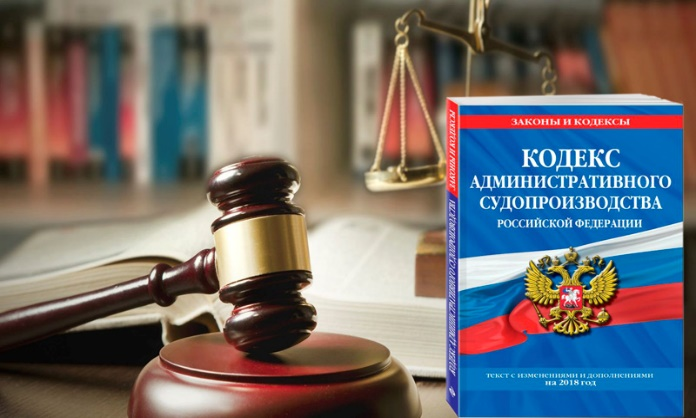 ЗАКОНЫ И КОДЕКСЫ
КОДЕКС
АДМИНИСТРАТИВНОГО
СУДОПРОИЗВОДСТВА
РОССИЙСКОЙ ФЕДЕРАЦИИ
ТЕКСТ С ИЗМЕНЕНИЯМИ И ДОПОЛНЕНИЯМИ
на 2018 год